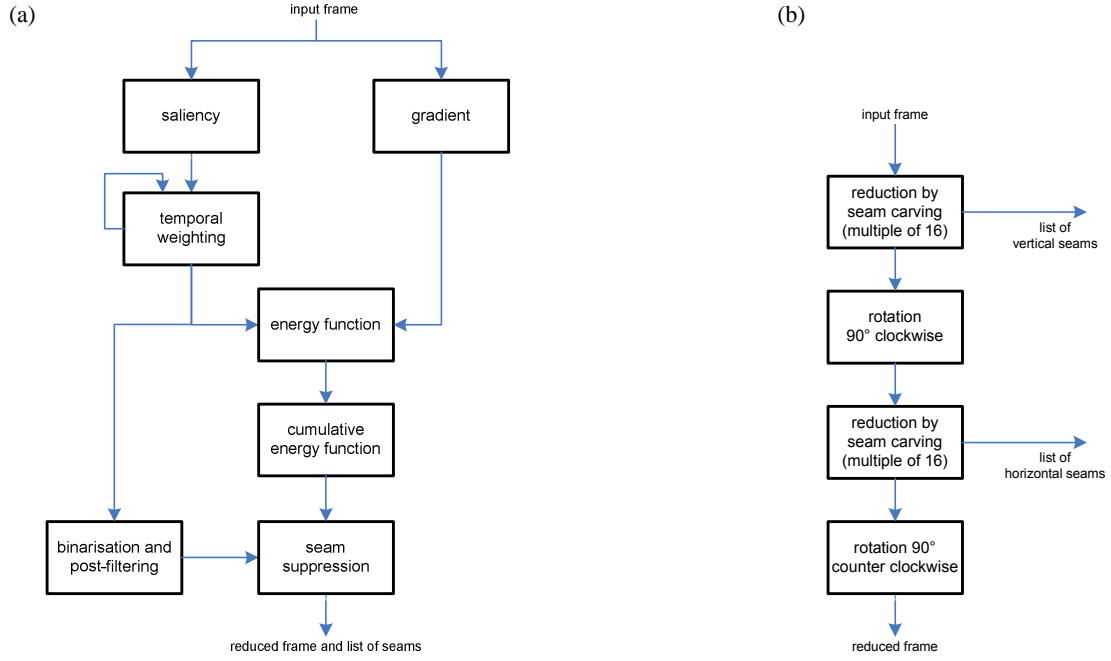 (a)
input frame
saliency
gradient
temporal
weighting
energy function
cumulative
energy function
binarisation and
post-filtering
seam
suppression
reduced frame and list of seams
(b)
input frame
reduction by
seam carving
(multiple of 16)
list of
vertical seams
rotation
90° clockwise
reduction by
seam carving
(multiple of 16)
list of
horizontal seams
rotation 90°
counter clockwise
reduced frame